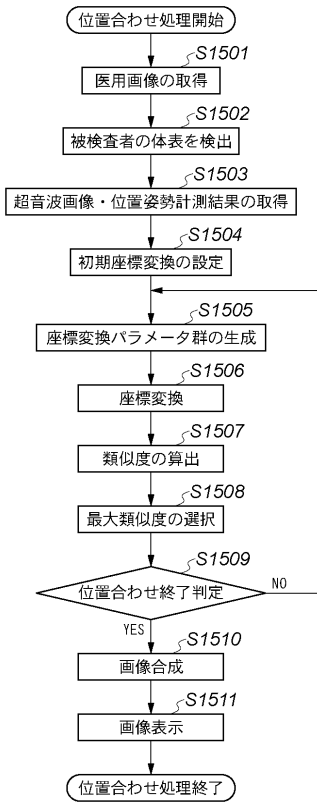 位置合わせ処理開始
S1501
医用画像の取得
S1502
被検査者の体表を検出
S1503
超音波画像・位置姿勢計測結果の取得
S1504
初期座標変換の設定
S1505
座標変換パラメータ群の生成
S1506
座標変換
S1507
類似度の算出
S1508
最大類似度の選択
S1509
位置合わせ終了判定
NO
YES
S1510
画像合成
S1511
画像表示
位置合わせ処理終了